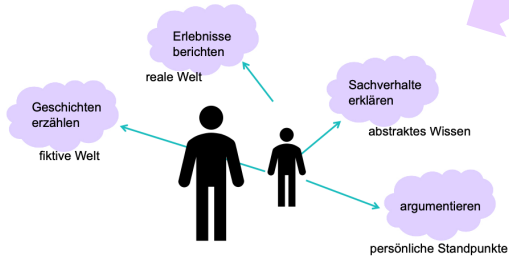 Erlebnisse
berichten
reale Welt
Geschichten
erzählen
fiktive Welt
Sachverhalte
erklären
abstraktes Wissen
argumentieren
persönliche Standpunkte